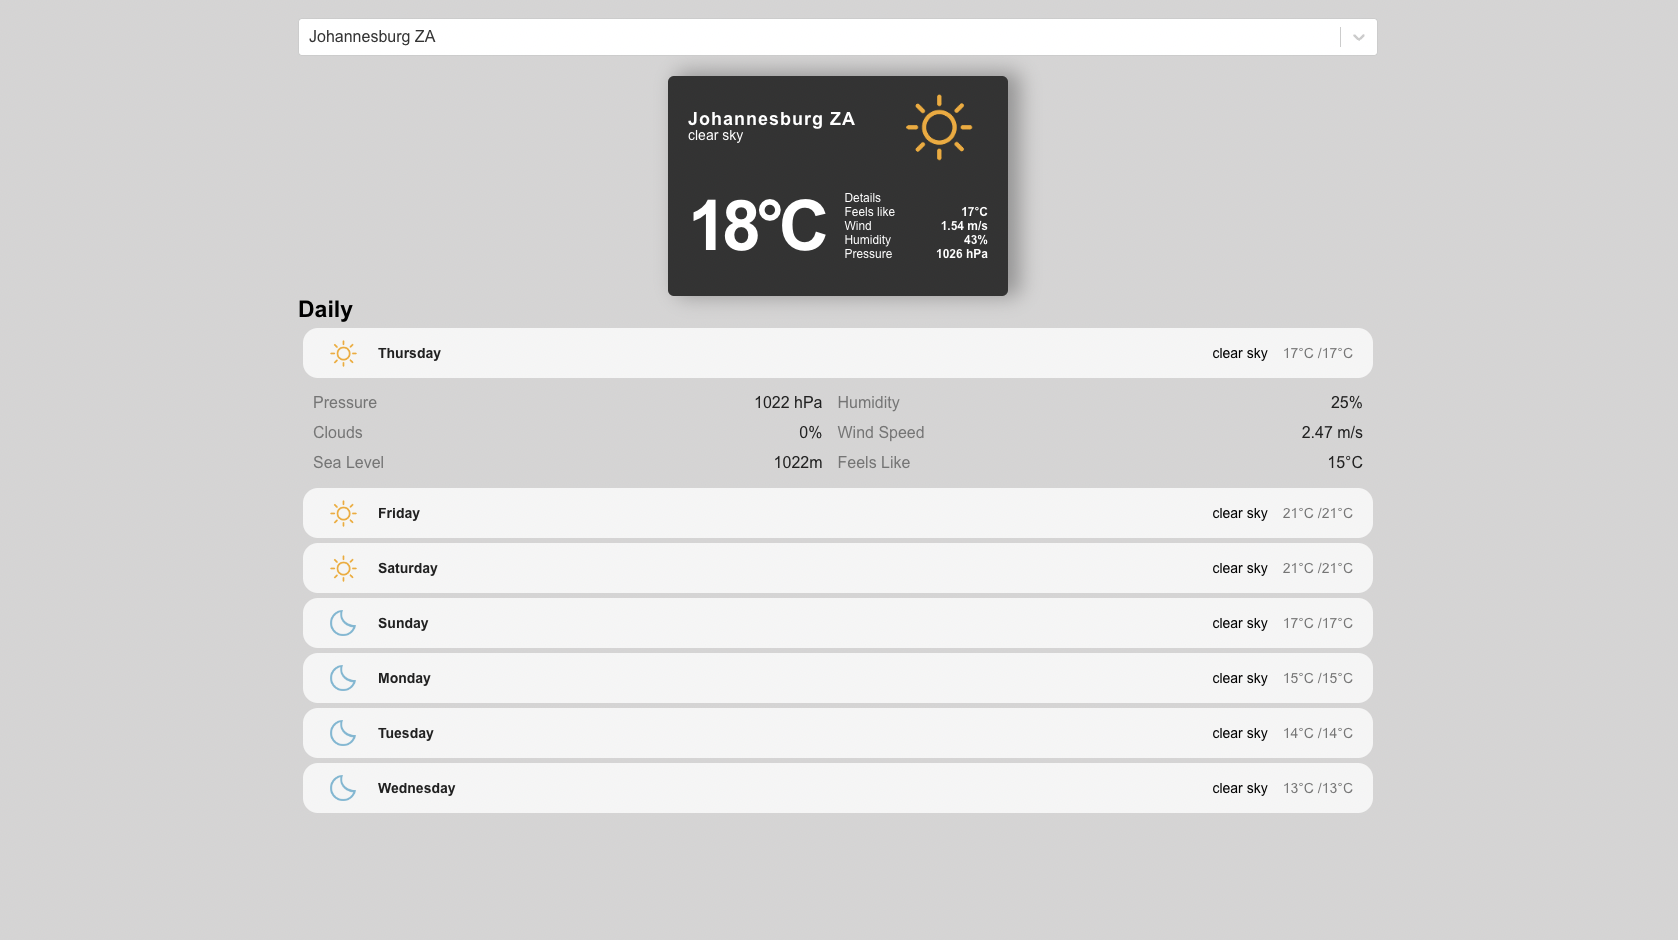 Johannesburg ZA
Johannesburg ZA
clear sky
18°C
Details
Feels like 17°C
Wind 1.54 m/s
Humidity 43%
Pressure 1026 hPa
Daily
Thursday clear sky 17°C /17°C
Pressure 1022 hPa Humidity 25%
Clouds 0% Wind Speed 2.47 m/s
Sea Level 1022m Feels Like 15°C
Friday clear sky 21°C /21°C
Saturday clear sky 21°C /21°C
Sunday clear sky 17°C /17°C
Monday clear sky 15°C /15°C
Tuesday clear sky 14°C /14°C
Wednesday clear sky 13°C /13°C